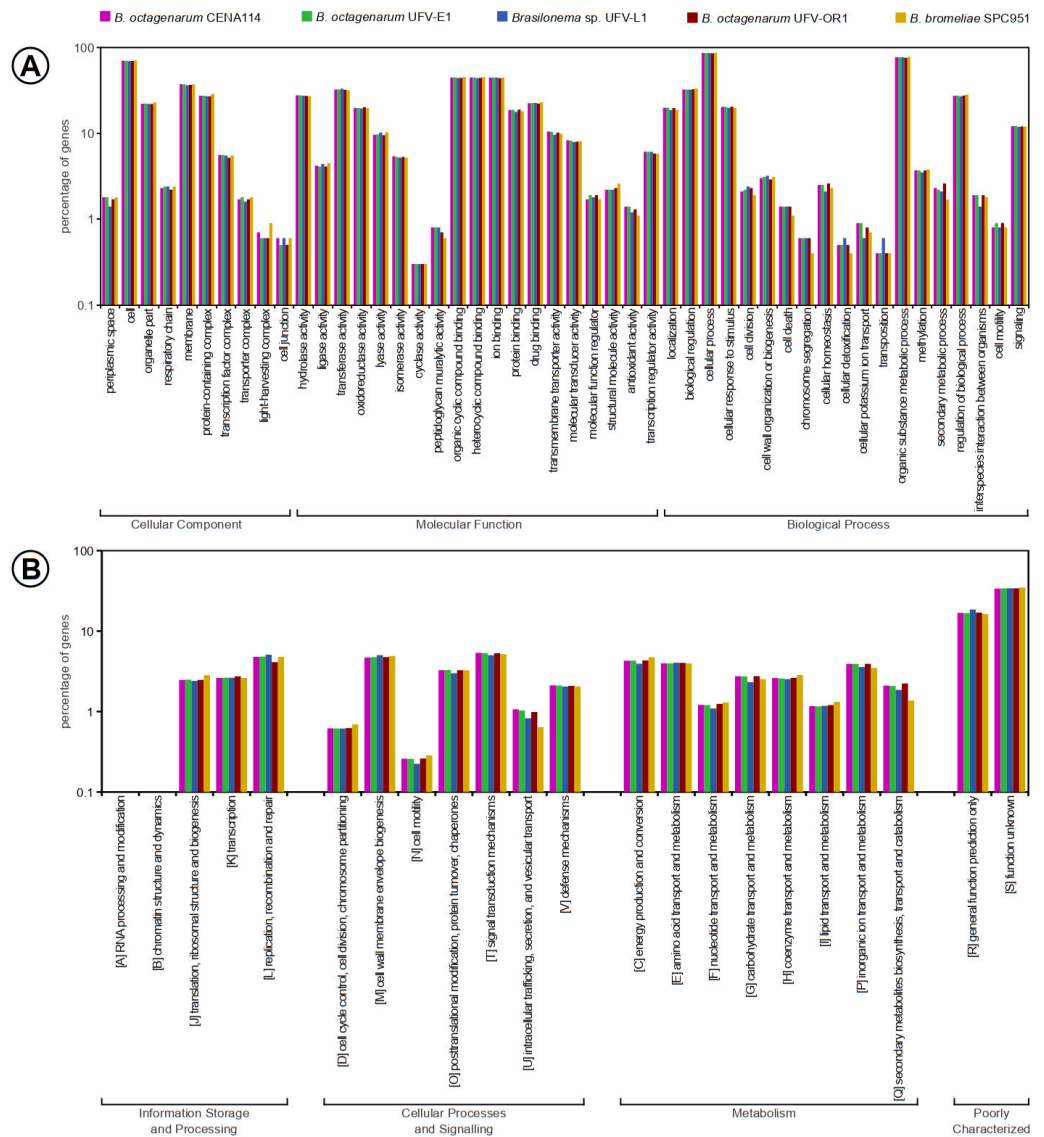 B. octagenarum CENA114
B. octagenarum UFV-E1
Brasilonema sp. UFV-L1
B. octagenarum UFV-OR1
B. bromeliae SPC951
A
percentage of genes
100
10
1
0.1
periplasmic space
cell
organelle part
respiratory chain
membrane
protein-containing complex
transcription factor complex
transporter complex
light-harvesting complex
cell junction
hydrolase activity
ligase activity
transferase activity
oxidoreductase activity
lyase activity
isomerase activity
cyclase activity
peptidoglycan muralytic activity
organic cyclic compound binding
heterocyclic compound binding
ion binding
protein binding
drug binding
transmembrane transporter activity
molecular transducer activity
molecular function regulator
structural molecule activity
antioxidant activity
transcription regulator activity
localization
biological regulation
cellular process
cellular response to stimulus
cell division
cell wall organization or biogenesis
cell death
chromosome segregation
cellular homeostasis
cellular detoxification
cellular potassium ion transport
transposition
organic substance metabolic process
methylation
secondary metabolic process
regulation of biological process
interspecies interaction between organisms
cell motility
signaling
Cellular Component
Molecular Function
Biological Process
B
percentage of genes
100
10
1
0.1
[A] RNA processing and modification
[B] chromatin structure and dynamics
[J] translation, ribosomal structure and biogenesis
[K] transcription
[L] replication, recombination and repair
[D] cell cycle control, cell division, chromosome partitioning
[M] cell wall membrane envelope biogenesis
[N] cell motility
[O] posttranslational modification, protein turnover, chaperones
[T] signal transduction mechanisms
[U] intracellular trafficking, secretion, and vesicular transport
[V] defense mechanisms
[C] energy production and conversion
[E] amino acid transport and metabolism
[F] nucleotide transport and metabolism
[G] carbohydrate transport and metabolism
[H] coenzyme transport and metabolism
[I] lipid transport and metabolism
[P] inorganic ion transport and metabolism
[Q] secondary metabolites biosynthesis, transport and catabolism
[R] general function prediction only
[S] function unknown
Information Storage
and Processing
Cellular Processes
and Signalling
Metabolism
Poorly
Characterized